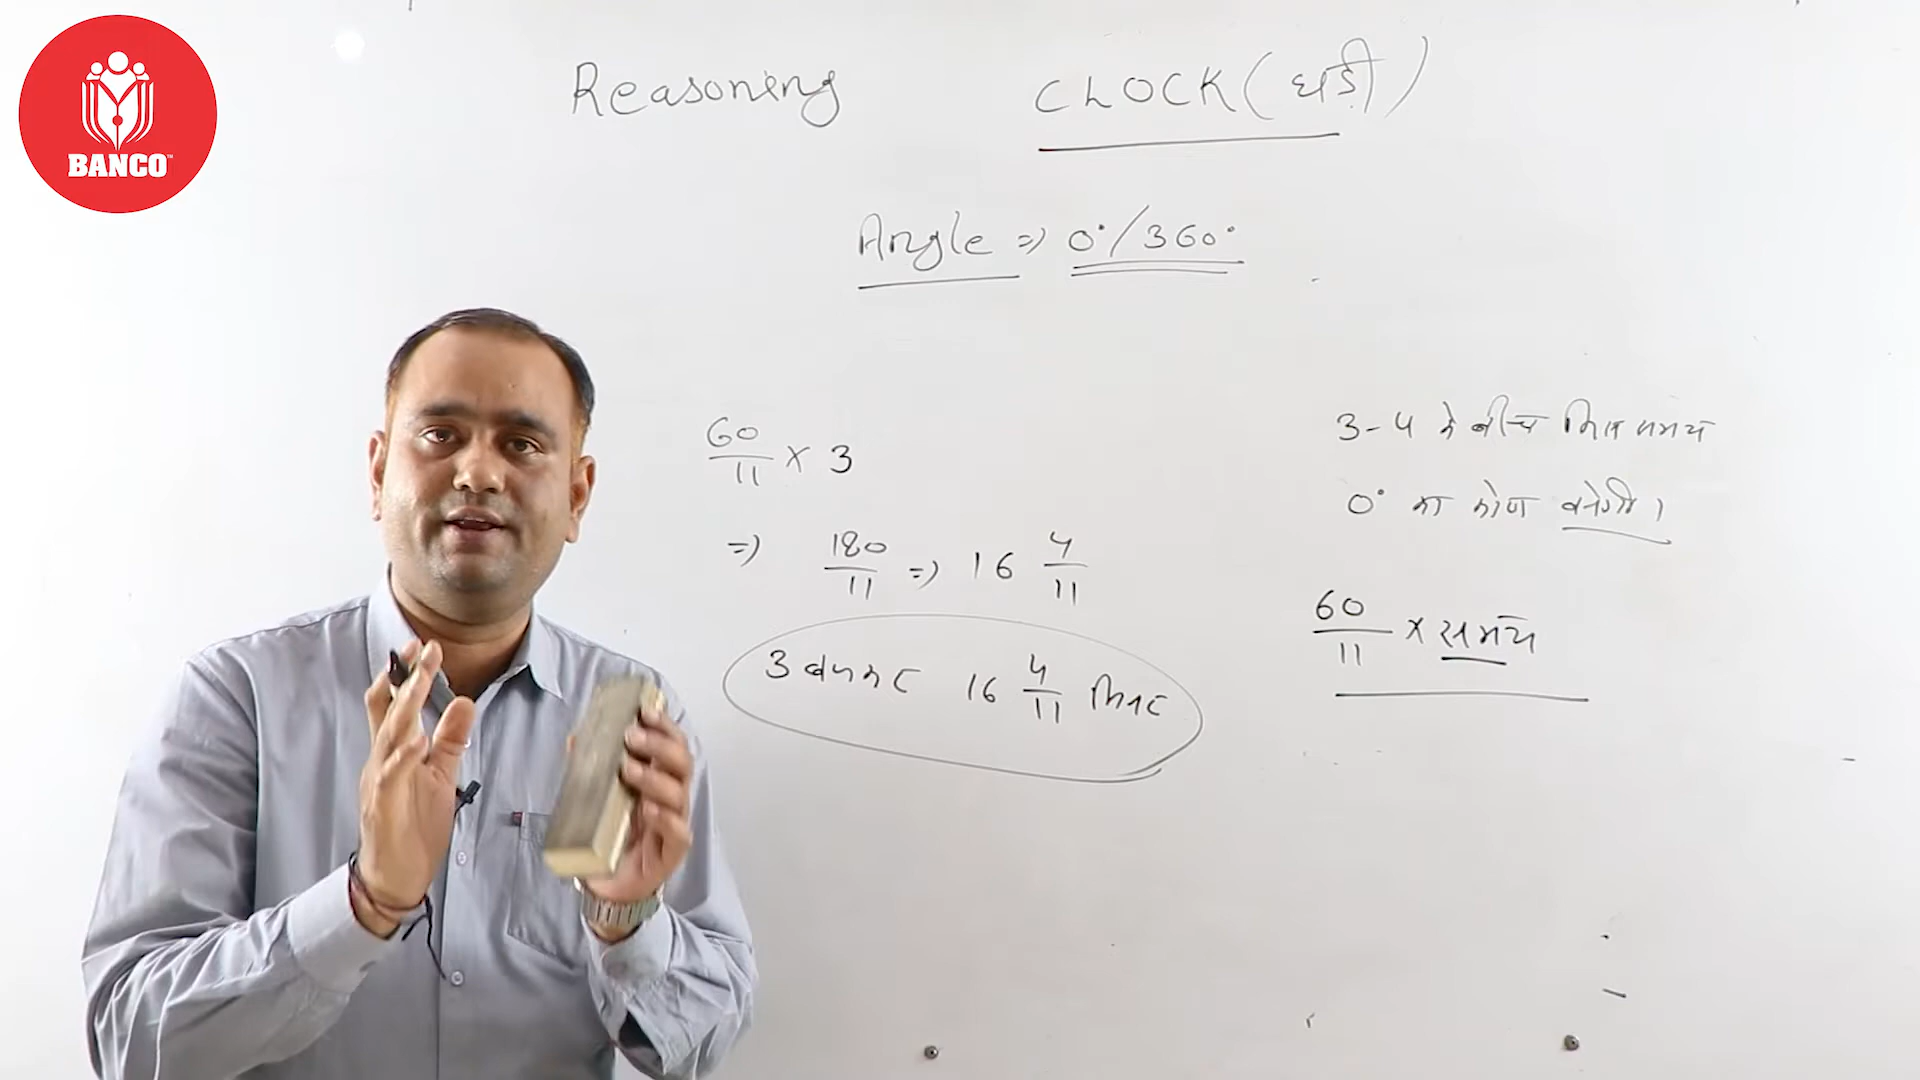 BANCO™
Reasoning CLOCK (घड़ी)
Angle ⇒ 0°/360°
60/11 × 3
⇒ 180/11 ⇒ 16 4/11
3 बजकर 16 4/11 मिनट
3-4 के बीच किस समय
0° का कोण बनेगी।
60/11 × समय